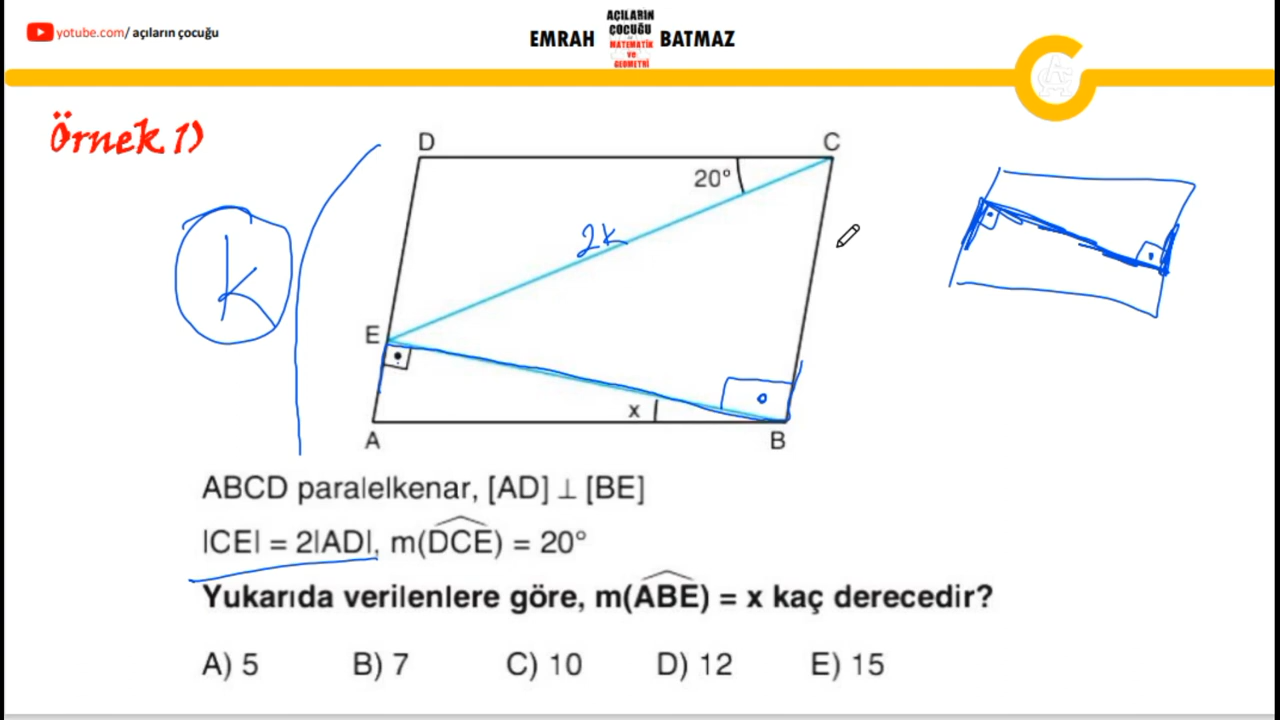 yotube.com/ açıların çocuğu
EMRAH
AÇILARIN
ÇOCUĞU
MATEMATİK
ve
GEOMETRİ
BATMAZ
Örnek 1)
D
C
20°
2k
k
E
x
A
B
ABCD paralelkenar, [AD] ⊥ [BE]
|CE| = 2|AD|, m(DCE) = 20°
Yukarıda verilenlere göre, m(ABE) = x kaç derecedir?
A) 5 B) 7 C) 10 D) 12 E) 15